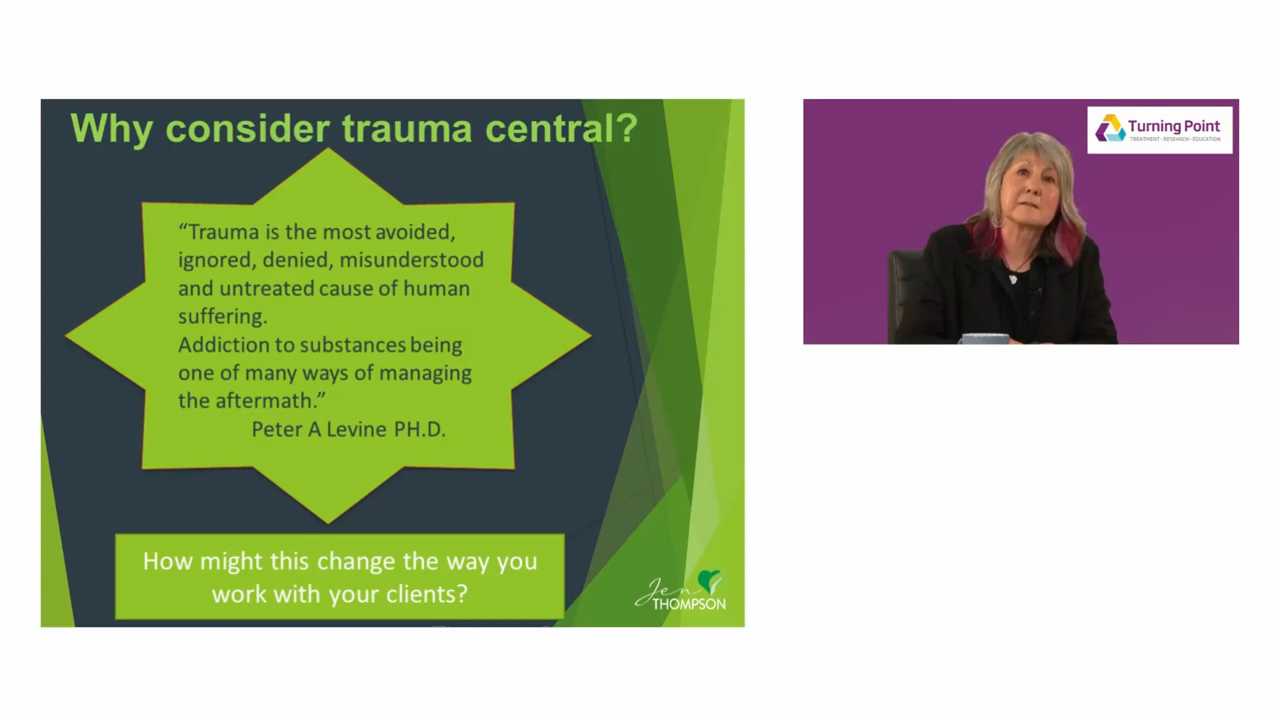 Why consider trauma central?
“Trauma is the most avoided,
ignored, denied, misunderstood
and untreated cause of human
suffering.
Addiction to substances being
one of many ways of managing
the aftermath.”
Peter A Levine PH.D.
How might this change the way you
work with your clients?
Jen
THOMPSON
Turning Point
TREATMENT · RESEARCH · EDUCATION